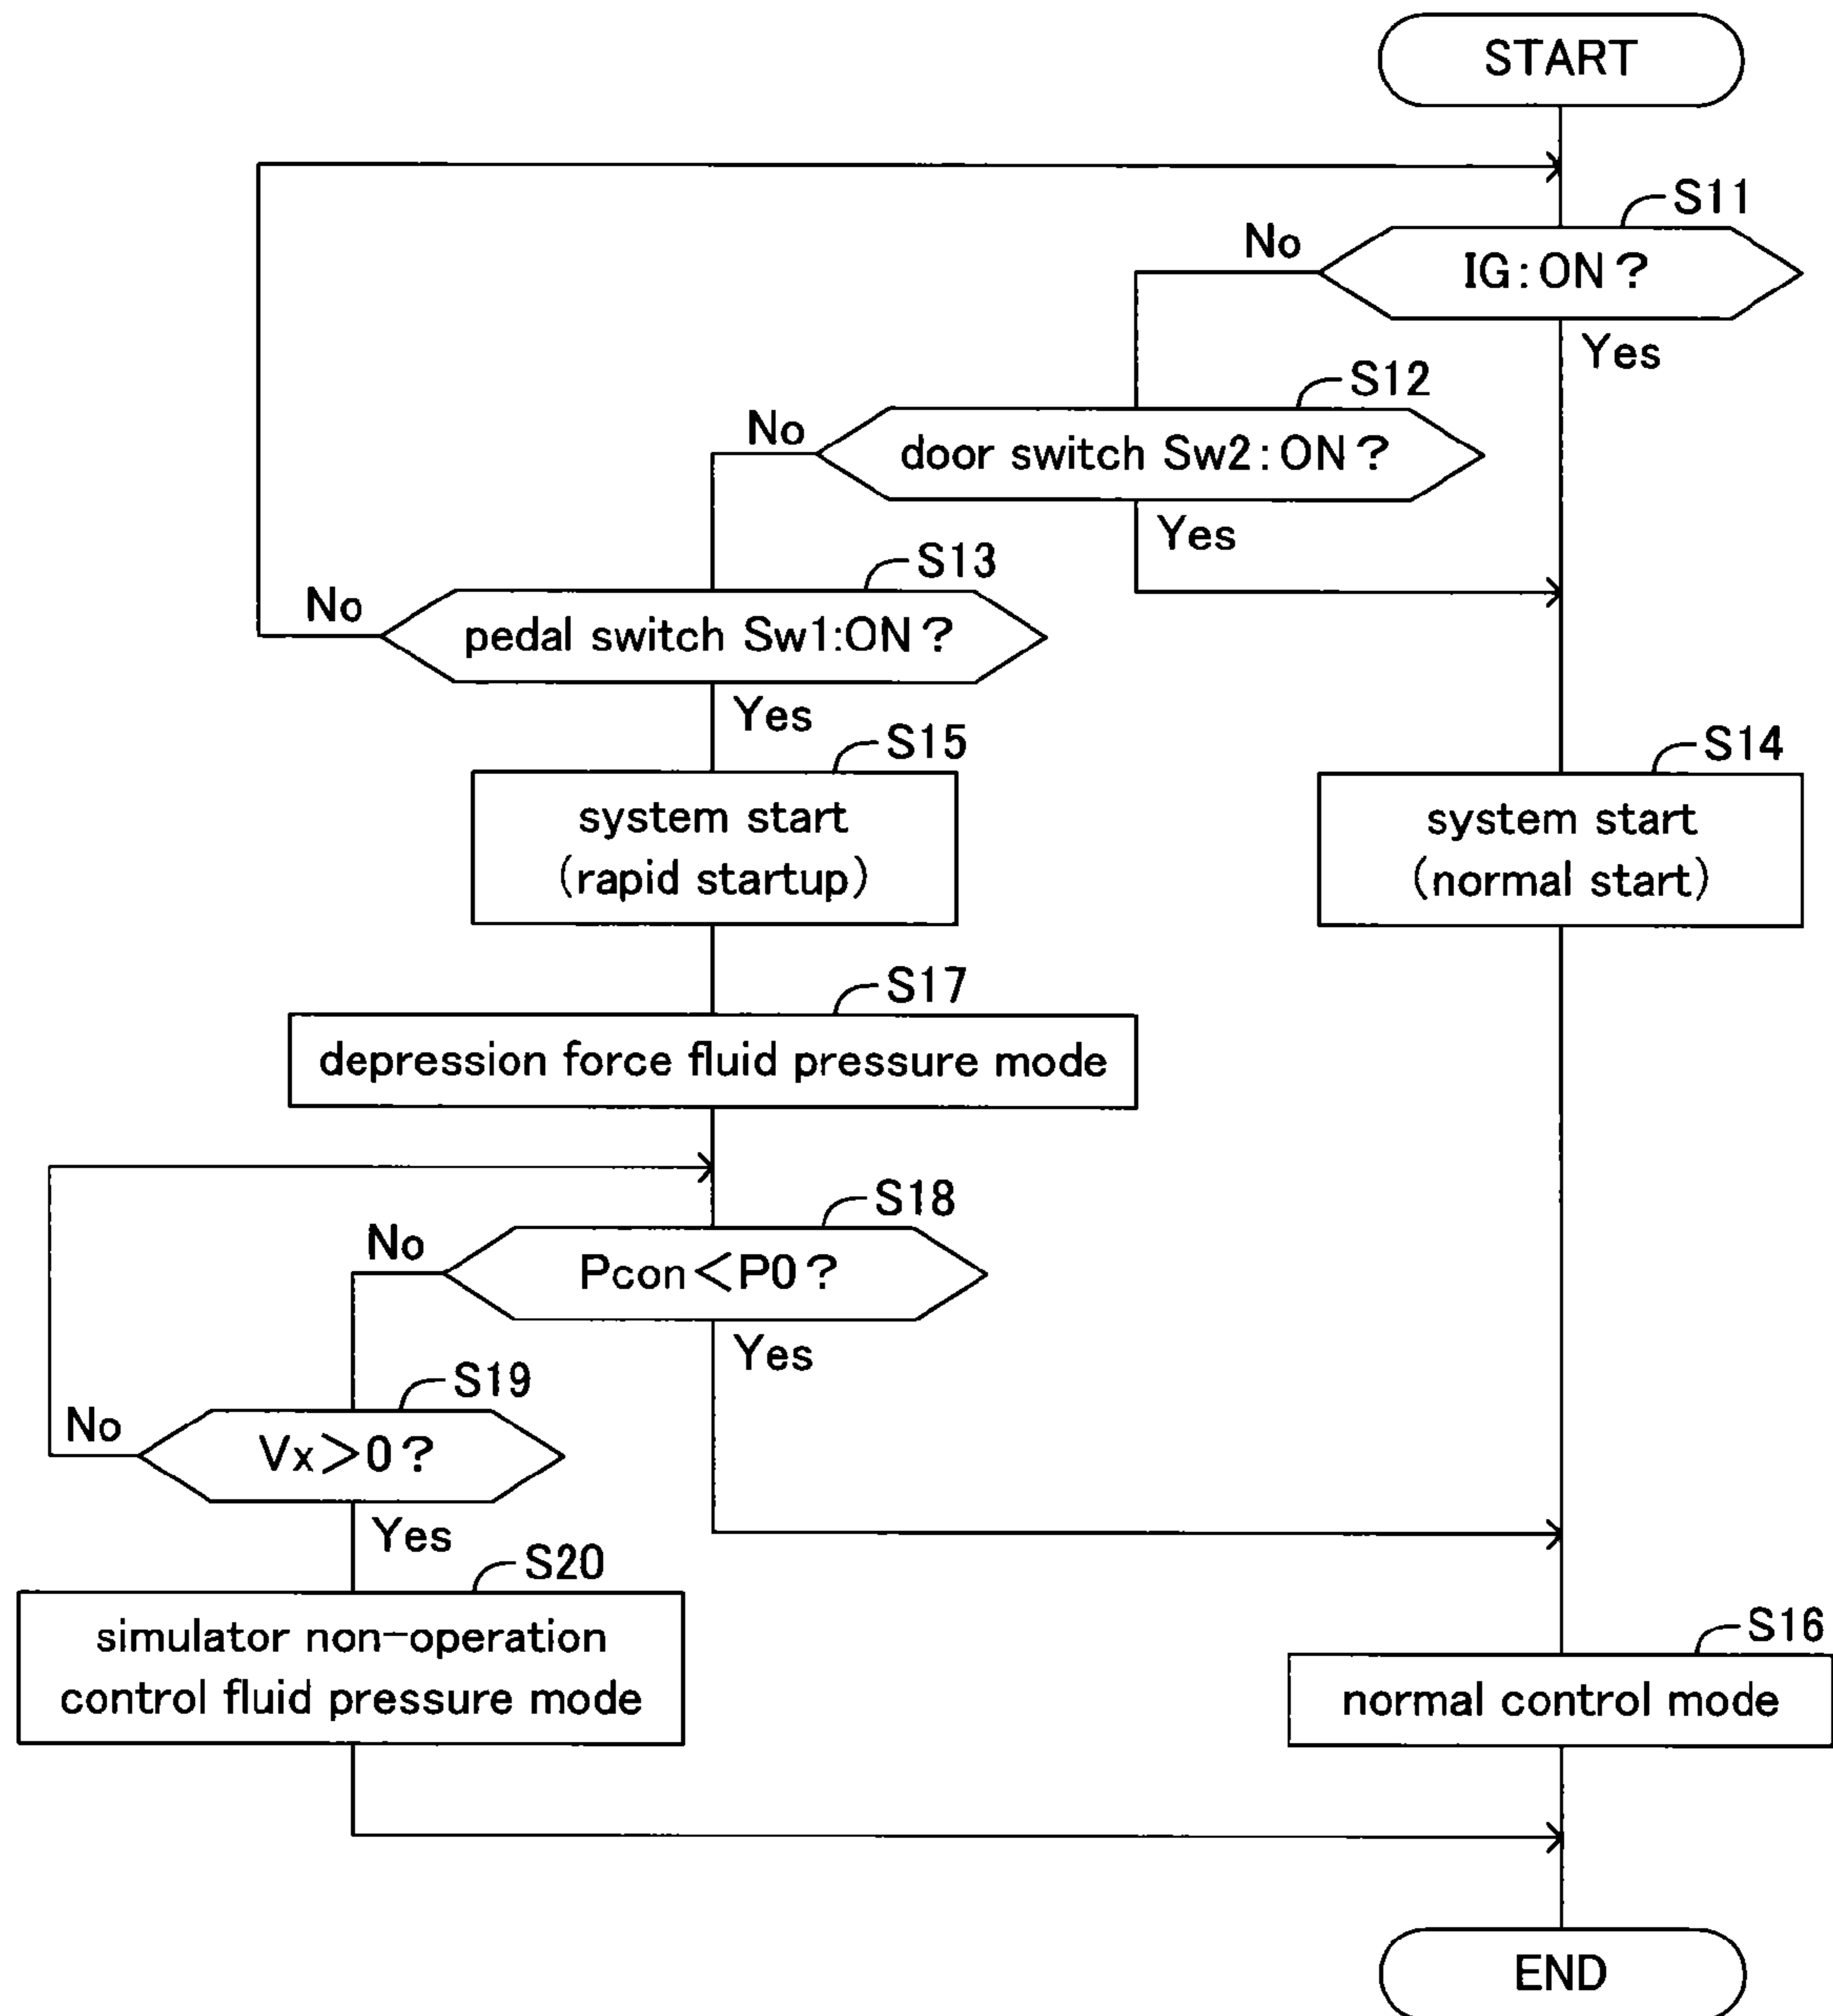 START
S11
No
IG:ON?
Yes
S12
No
door switch Sw2:ON?
Yes
S13
No
pedal switch Sw1:ON?
Yes
S15
system start
(rapid startup)
S14
system start
(normal start)
S17
depression force fluid pressure mode
S18
No
Pcon<P0?
Yes
S19
No
Vx>0?
Yes
S20
simulator non-operation
control fluid pressure mode
S16
normal control mode
END